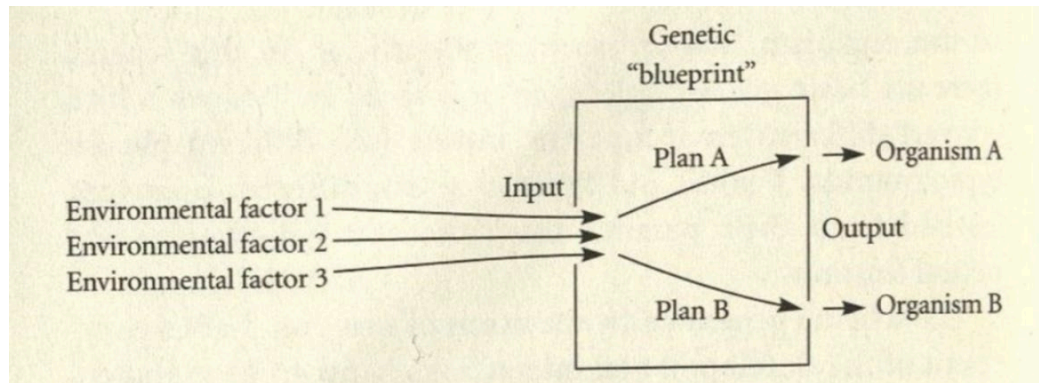 Genetic
“blueprint”
Plan A
Organism A
Input
Environmental factor 1
Environmental factor 2
Output
Environmental factor 3
Plan B
Organism B